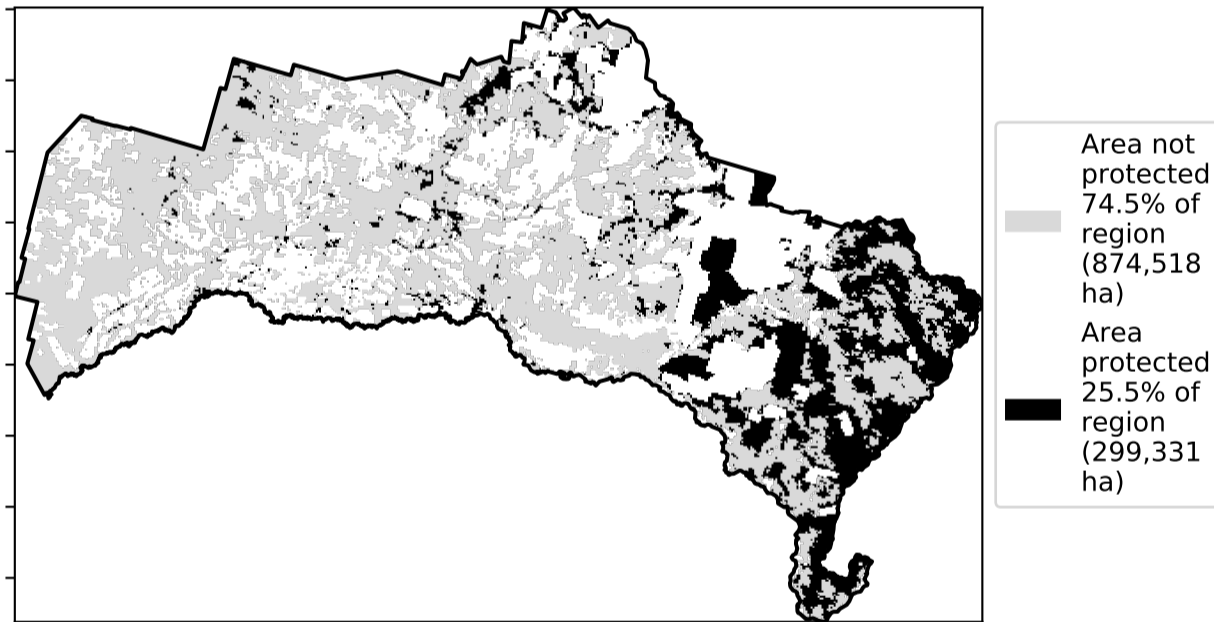 Area not
protected
74.5% of
region
(874,518
ha)
Area
protected
25.5% of
region
(299,331
ha)